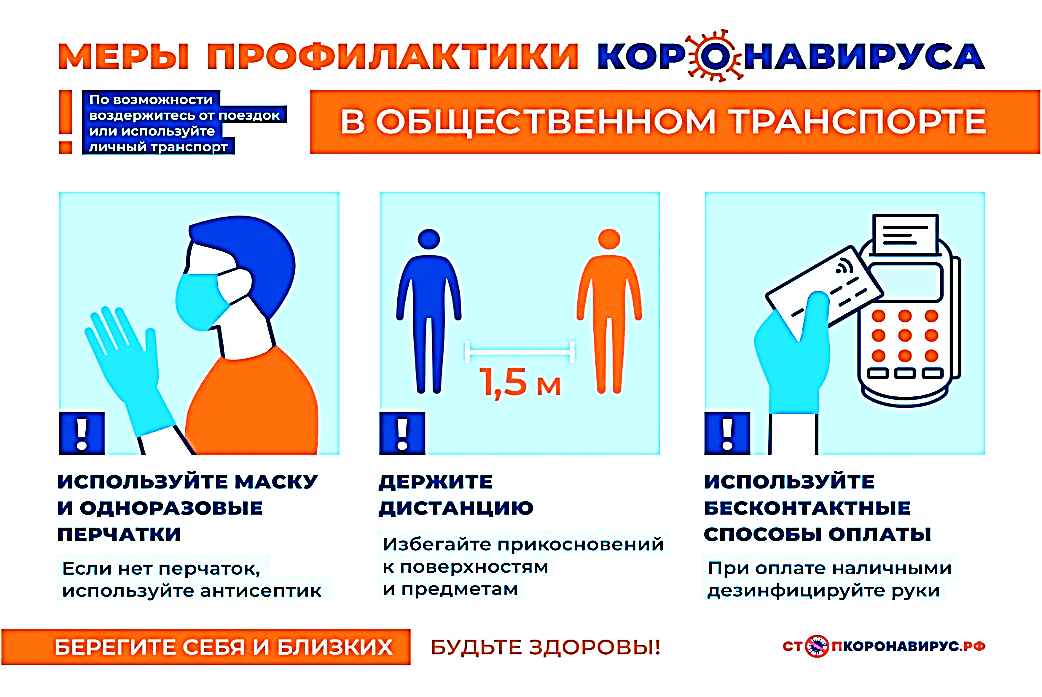 МЕРЫ ПРОФИЛАКТИКИ КОРОНАВИРУСА
По возможности
воздержитесь от поездок
или используйте
личный транспорт
В ОБЩЕСТВЕННОМ ТРАНСПОРТЕ
1,5 м
ИСПОЛЬЗУЙТЕ МАСКУ
И ОДНОРАЗОВЫЕ
ПЕРЧАТКИ
Если нет перчаток,
используйте антисептик
ДЕРЖИТЕ
ДИСТАНЦИЮ
Избегайте прикосновений
к поверхностям
и предметам
ИСПОЛЬЗУЙТЕ
БЕСКОНТАКТНЫЕ
СПОСОБЫ ОПЛАТЫ
При оплате наличными
дезинфицируйте руки
БЕРЕГИТЕ СЕБЯ И БЛИЗКИХ
БУДЬТЕ ЗДОРОВЫ!
СТОПКОРОНАВИРУС.РФ